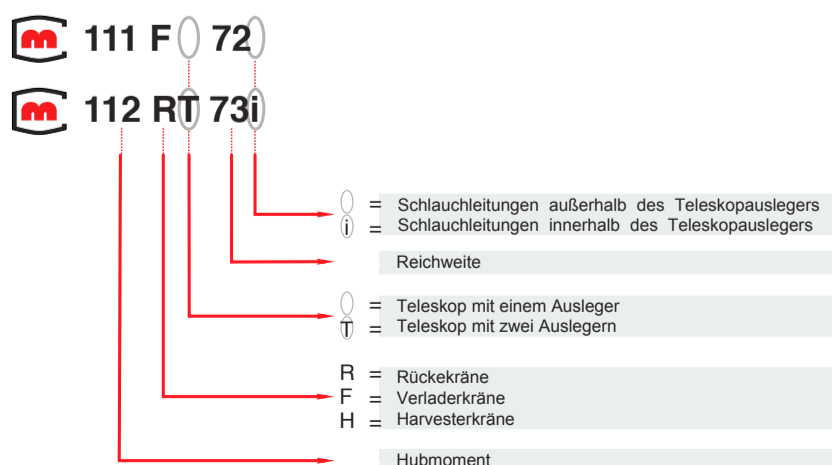 m 111 F 72
m 112 RT 73i
= Schlauchleitungen außerhalb des Teleskopauslegers
i = Schlauchleitungen innerhalb des Teleskopauslegers
Reichweite
= Teleskop mit einem Ausleger
T = Teleskop mit zwei Auslegern
R = Rückekräne
F = Verladerkräne
H = Harvesterkräne
Hubmoment